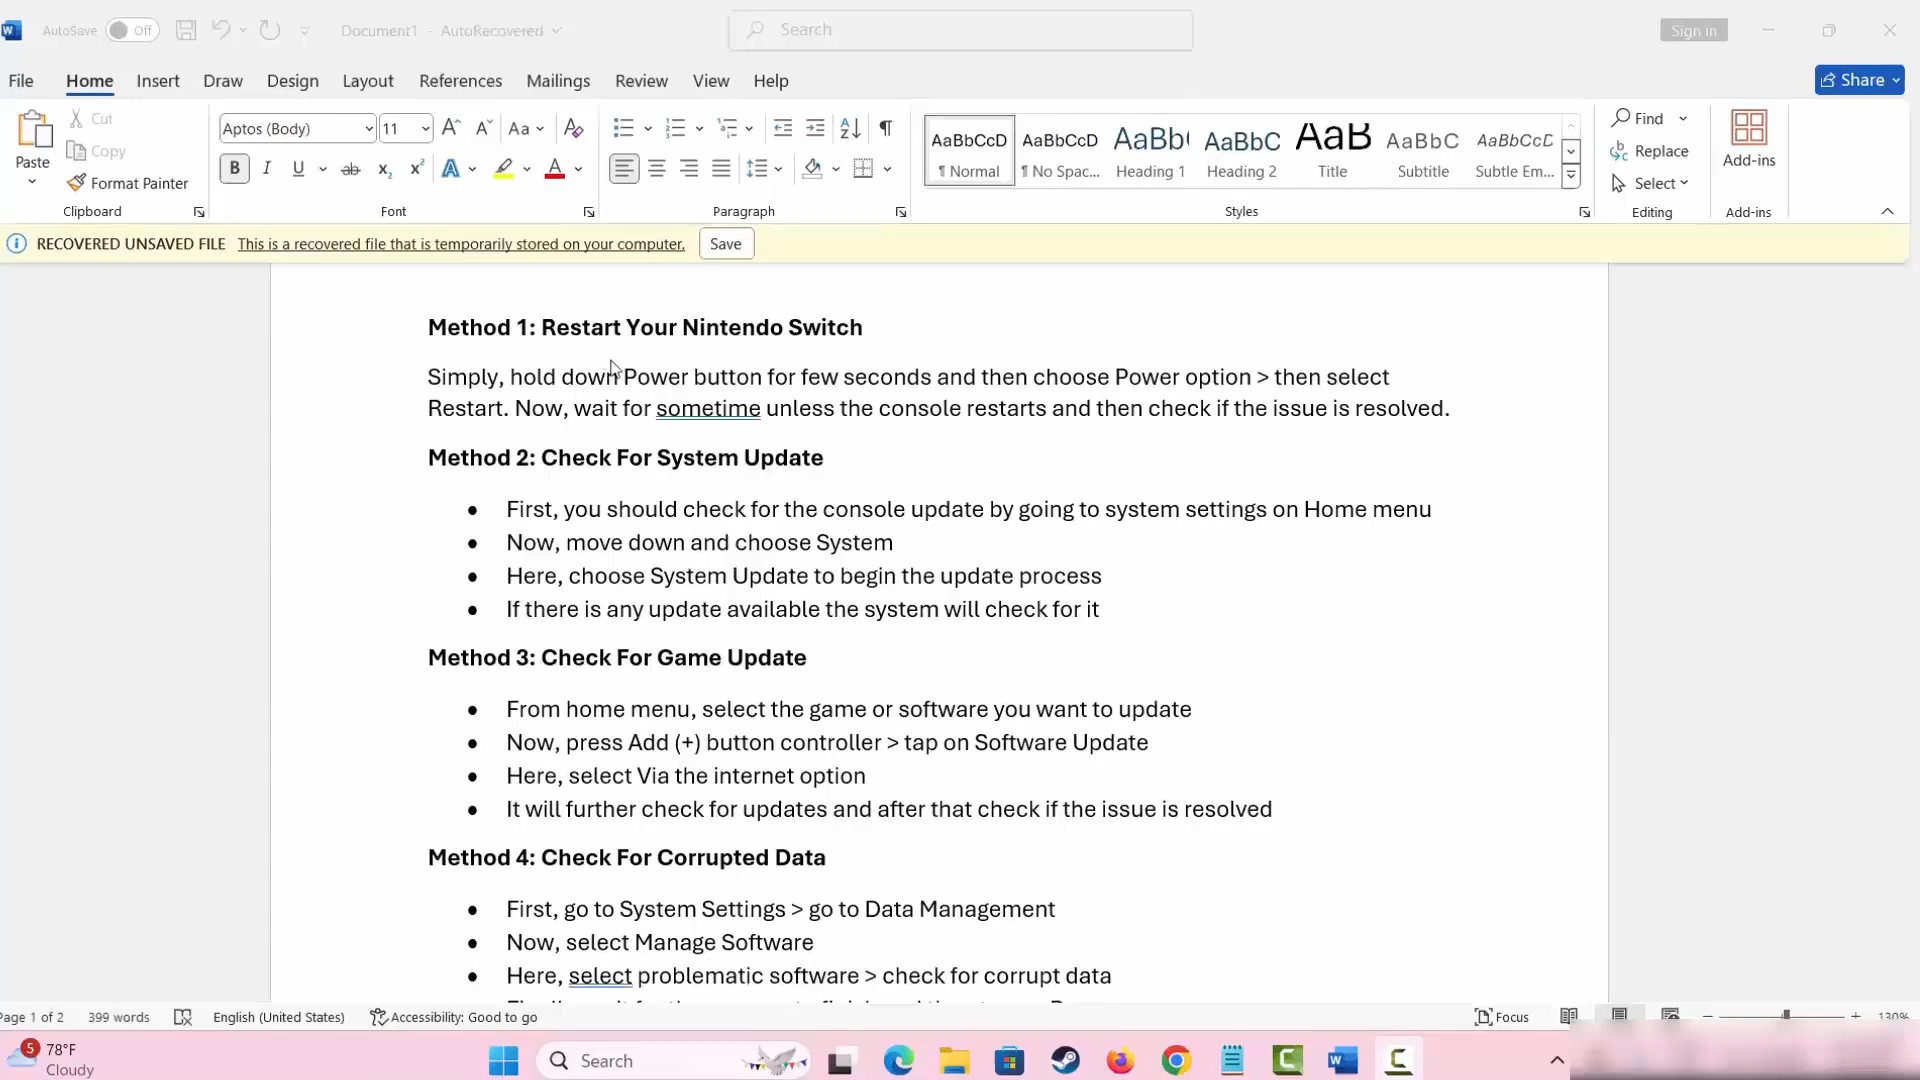 AutoSave Off Document1 - AutoRecovered Search Sign in
File Home Insert Draw Design Layout References Mailings Review View Help Share
Paste Cut Copy Format Painter
Clipboard
Aptos (Body) 11 Aa
B I U ab x₂ x² A A
Font
Paragraph
AaBbCcD AaBbCcD AaBb( AaBbC AaB AaBbCcD AaBbCcD
¶ Normal ¶ No Spac... Heading 1 Heading 2 Title Subtitle Subtle Em...
Styles
Find Replace Select
Editing
Add-ins
Add-ins
RECOVERED UNSAVED FILE This is a recovered file that is temporarily stored on your computer. Save
Method 1: Restart Your Nintendo Switch
Simply, hold down Power button for few seconds and then choose Power option > then select
Restart. Now, wait for sometime unless the console restarts and then check if the issue is resolved.
Method 2: Check For System Update
• First, you should check for the console update by going to system settings on Home menu
• Now, move down and choose System
• Here, choose System Update to begin the update process
• If there is any update available the system will check for it
Method 3: Check For Game Update
• From home menu, select the game or software you want to update
• Now, press Add (+) button controller > tap on Software Update
• Here, select Via the internet option
• It will further check for updates and after that check if the issue is resolved
Method 4: Check For Corrupted Data
• First, go to System Settings > go to Data Management
• Now, select Manage Software
• Here, select problematic software > check for corrupt data
Page 1 of 2 399 words English (United States) Accessibility: Good to go Focus 130%
5 78°F
Cloudy
Search